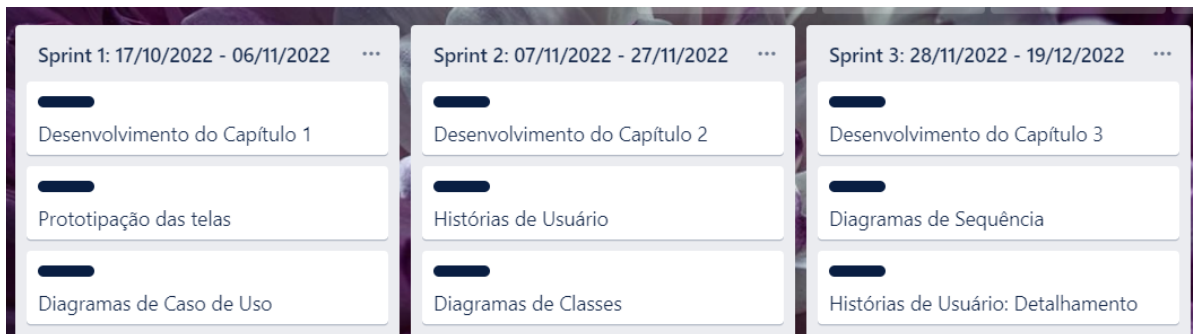 Sprint 1: 17/10/2022 - 06/11/2022
Desenvolvimento do Capítulo 1
Prototipação das telas
Diagramas de Caso de Uso
Sprint 2: 07/11/2022 - 27/11/2022
Desenvolvimento do Capítulo 2
Histórias de Usuário
Diagramas de Classes
Sprint 3: 28/11/2022 - 19/12/2022
Desenvolvimento do Capítulo 3
Diagramas de Sequência
Histórias de Usuário: Detalhamento